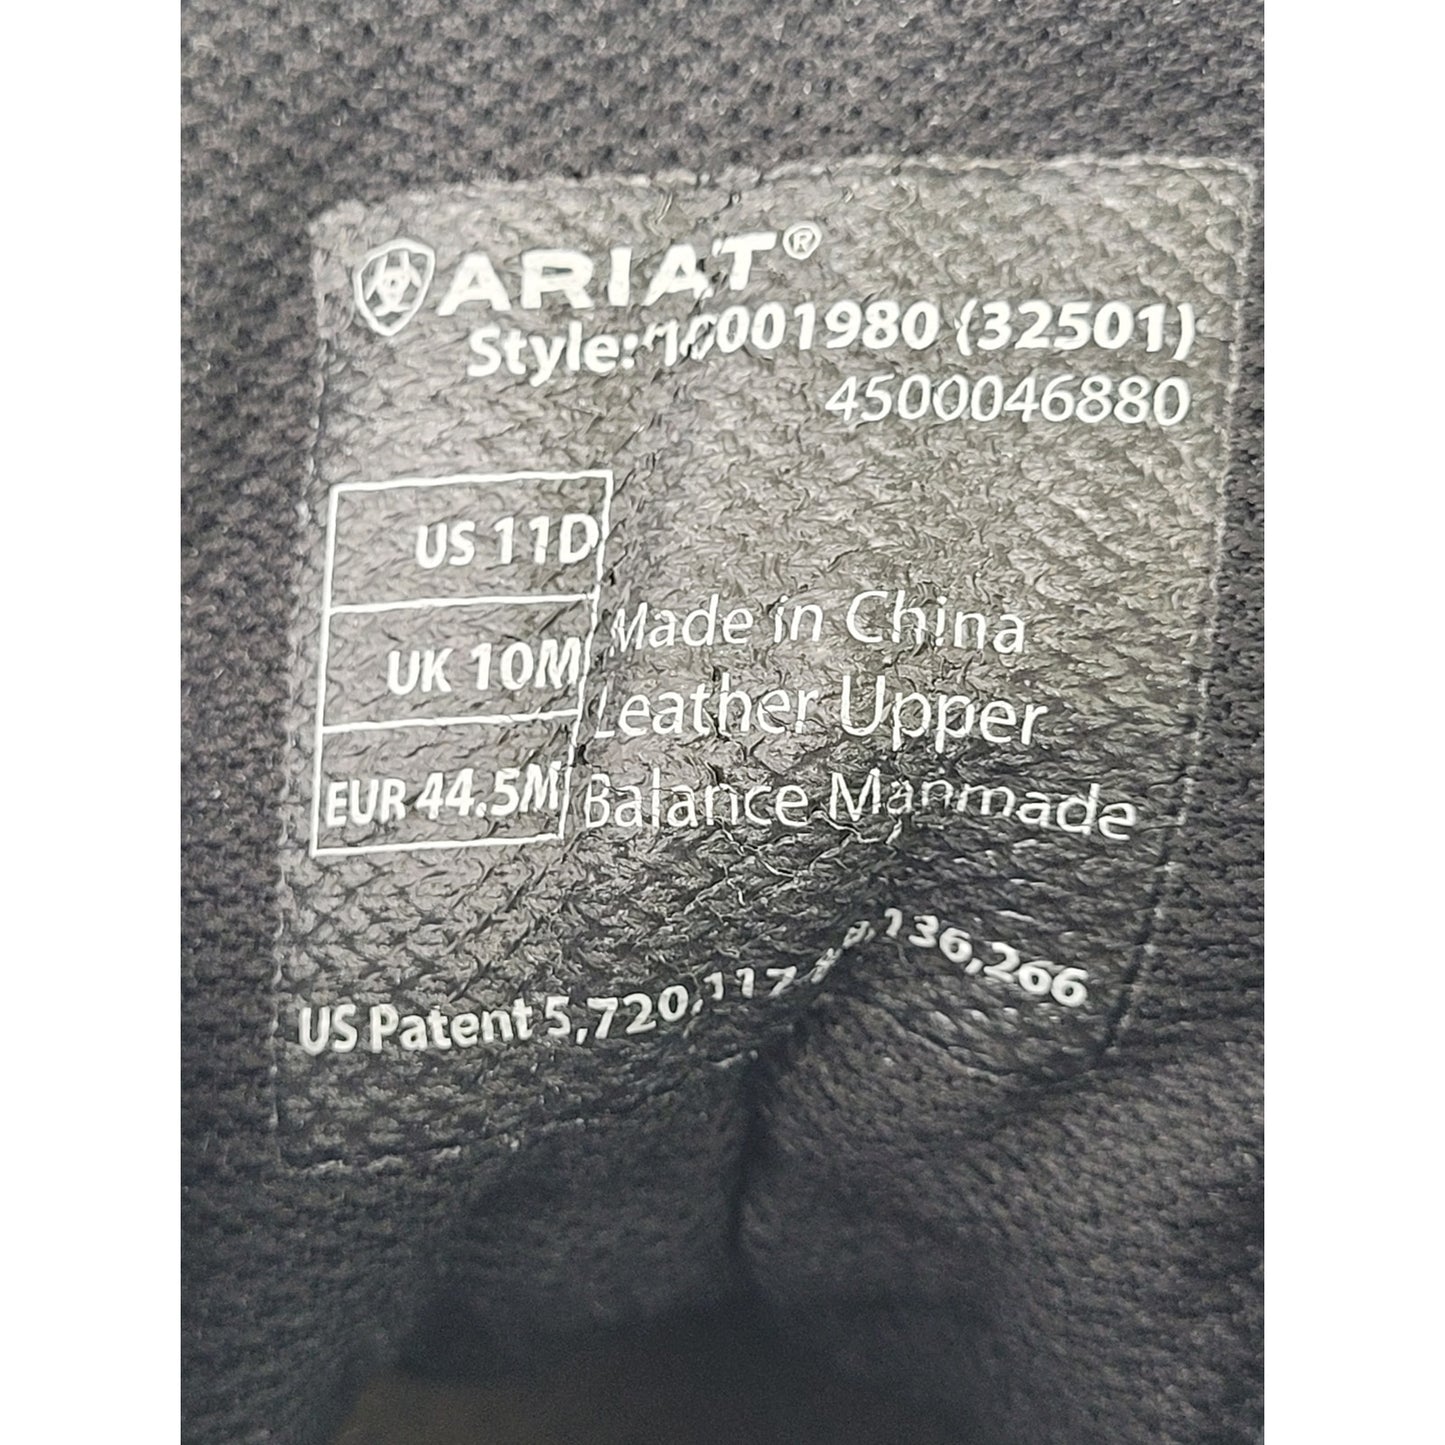 ARIAT®
Style: 10001980 (32501)
4500046880
US 11D
UK 10M
EUR 44.5M
Made in China
Leather Upper
Balance Manmade
US Patent 5,720,117 & 8,136,266